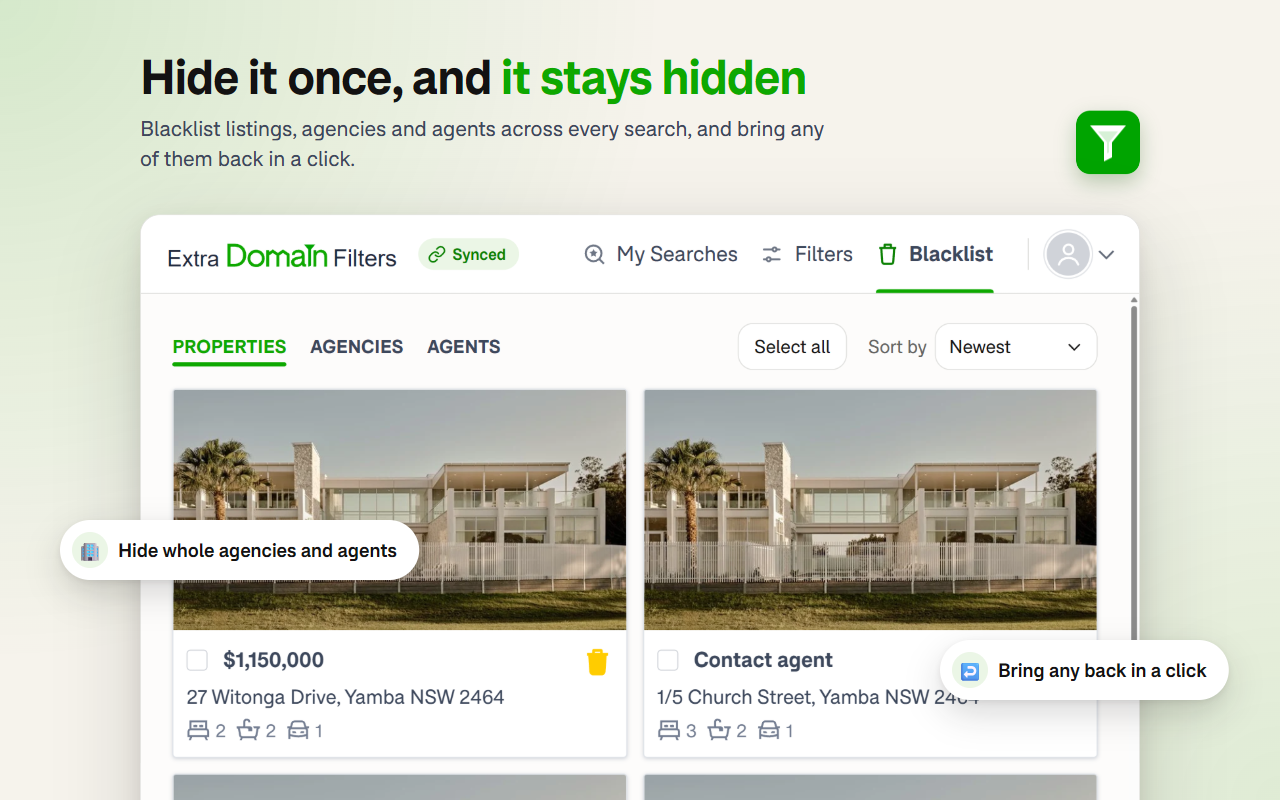 Hide it once, and it stays hidden
Blacklist listings, agencies and agents across every search, and bring any
of them back in a click.
Extra Domain Filters
Synced
My Searches
Filters
Blacklist
PROPERTIES
AGENCIES
AGENTS
Select all
Sort by
Newest
Hide whole agencies and agents
$1,150,000
27 Witonga Drive, Yamba NSW 2464
2 2 1
Contact agent
1/5 Church Street, Yamba NSW 2464
3 2 1
Bring any back in a click